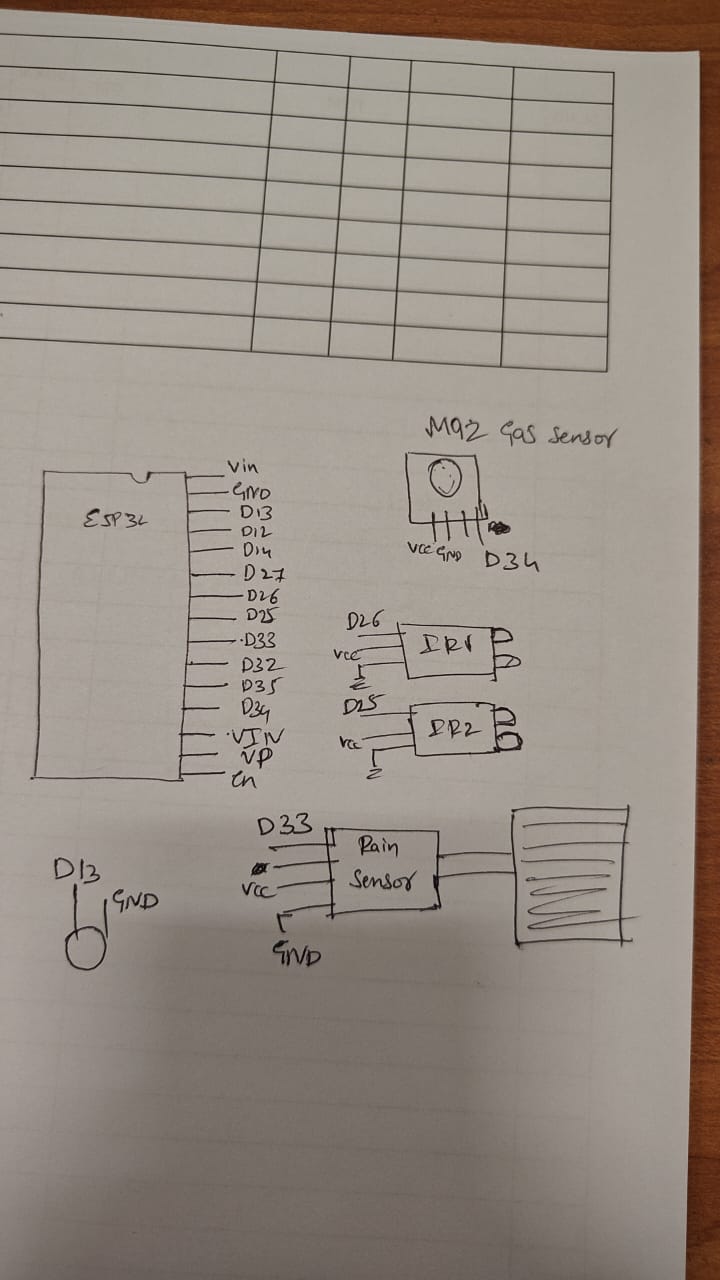 MQ2 Gas Sensor
ESP32
Vin
GND
D13
D12
D14
D27
D26
D25
D33
D32
D35
D34
VIN
VP
En
VCC GND D34
D26
VCC
IR1
D25
Vcc
IR2
D33
VCC
GND
Rain
Sensor
D13
GND